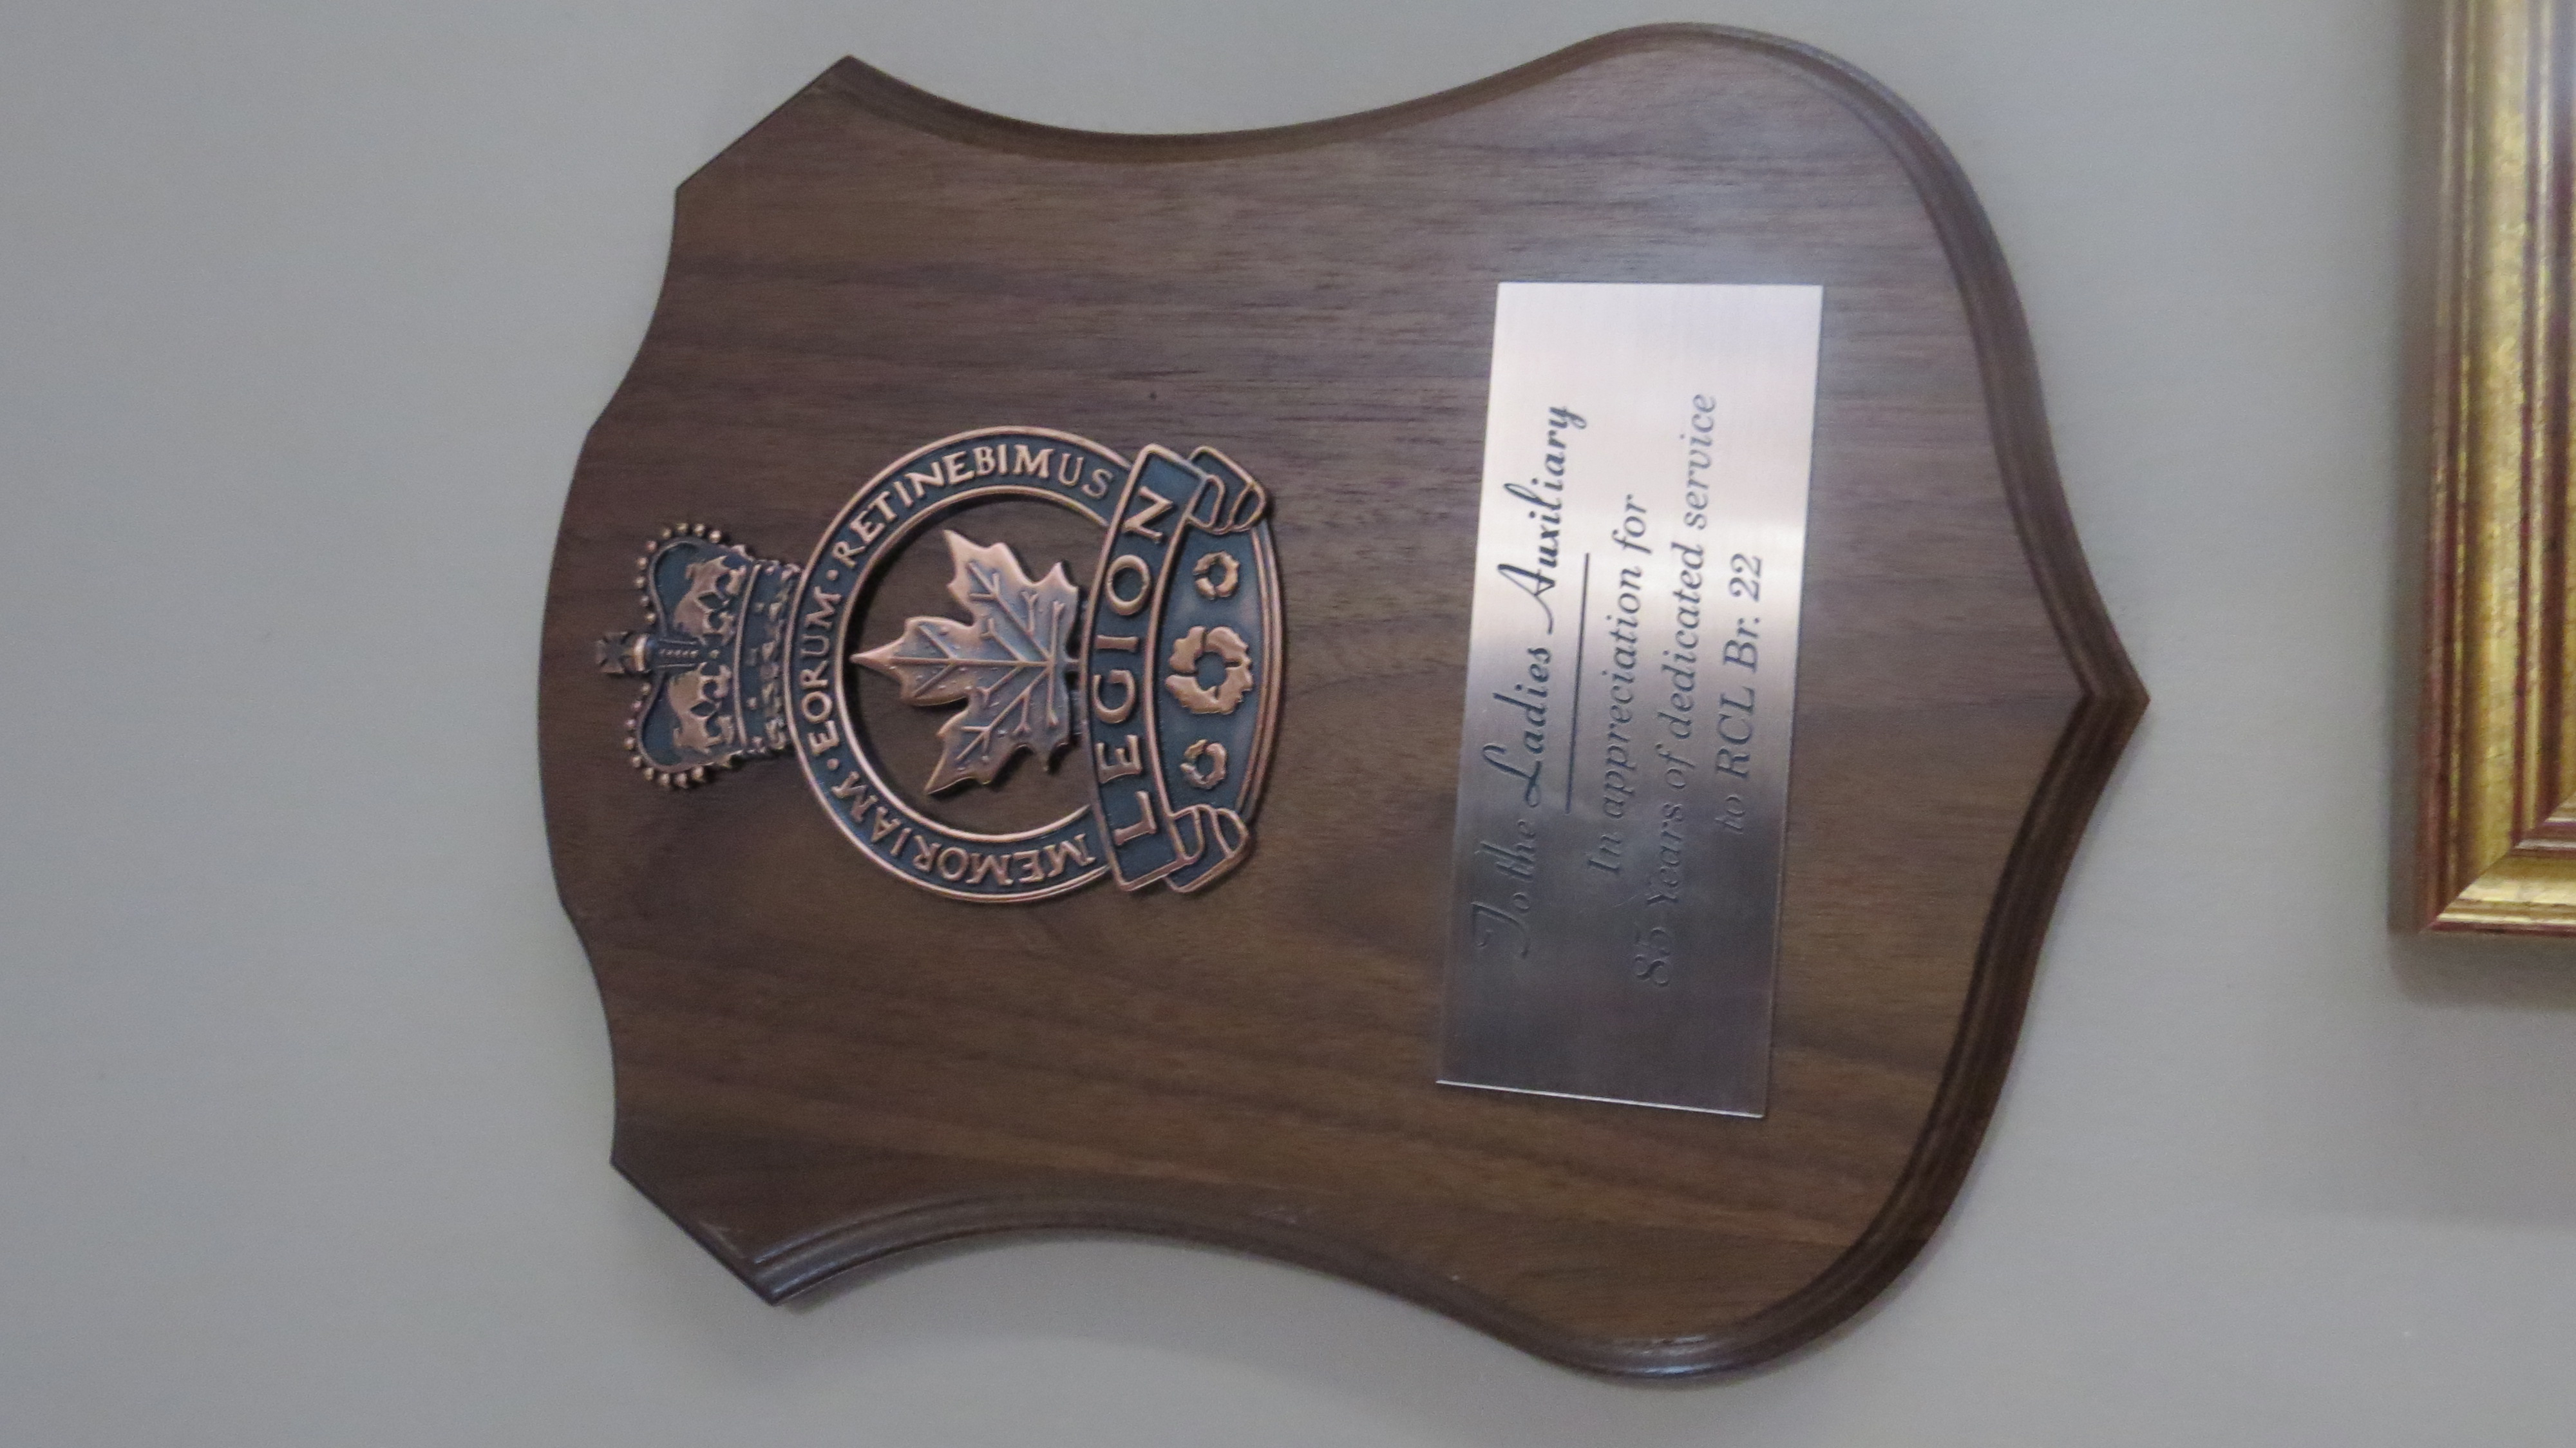 MEMORIAM · EORUM · RETINEBIMUS
LEGION
To the Ladies Auxiliary
In appreciation for
85 Years of dedicated service
to RCL Br. 22